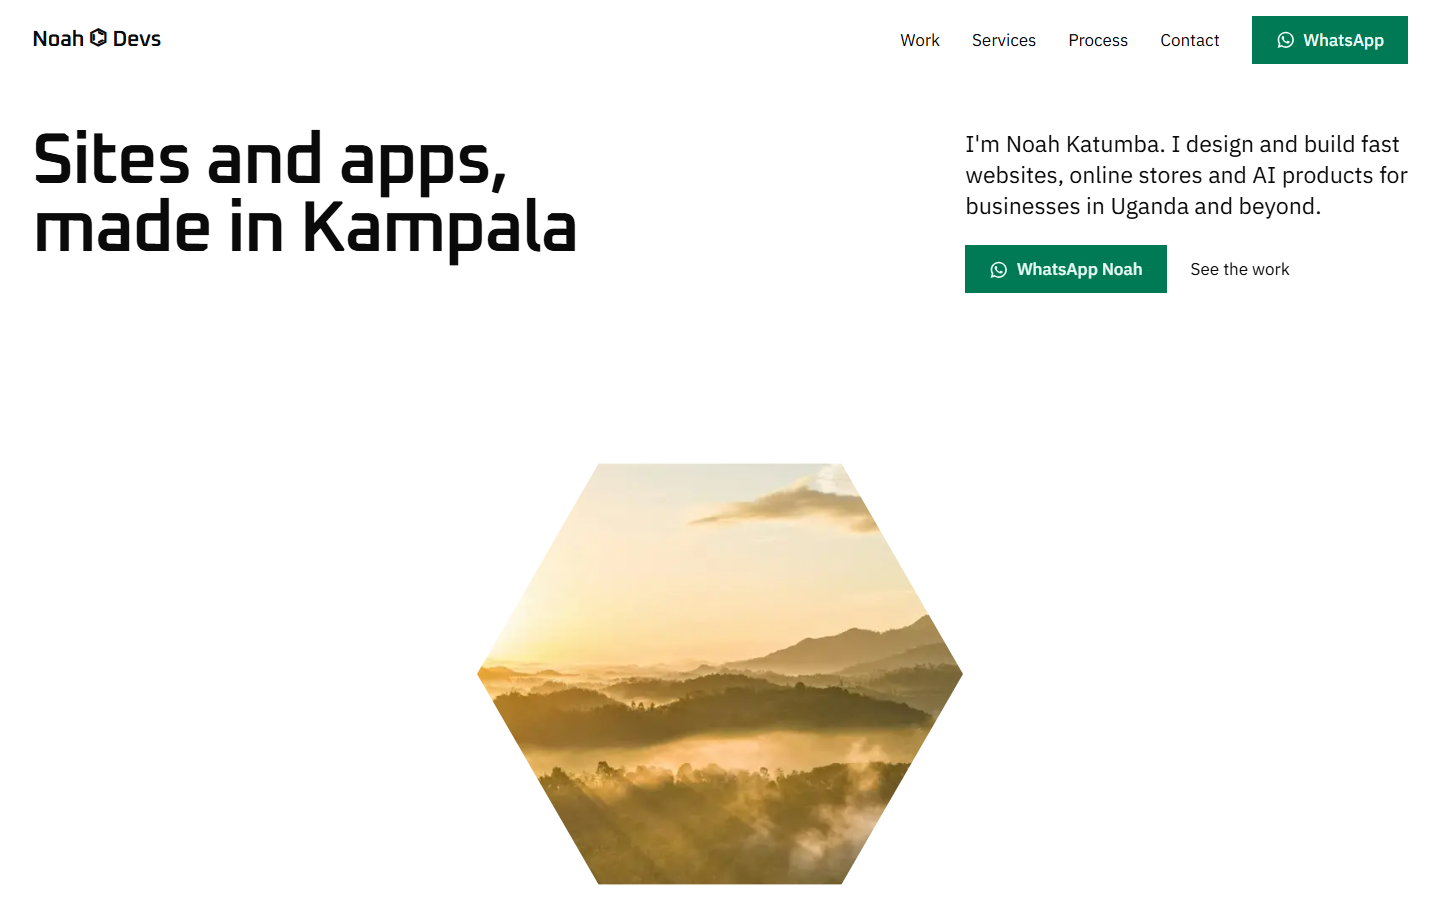 Noah Devs
Work
Services
Process
Contact
WhatsApp
Sites and apps,
made in Kampala
I'm Noah Katumba. I design and build fast
websites, online stores and AI products for
businesses in Uganda and beyond.
WhatsApp Noah
See the work